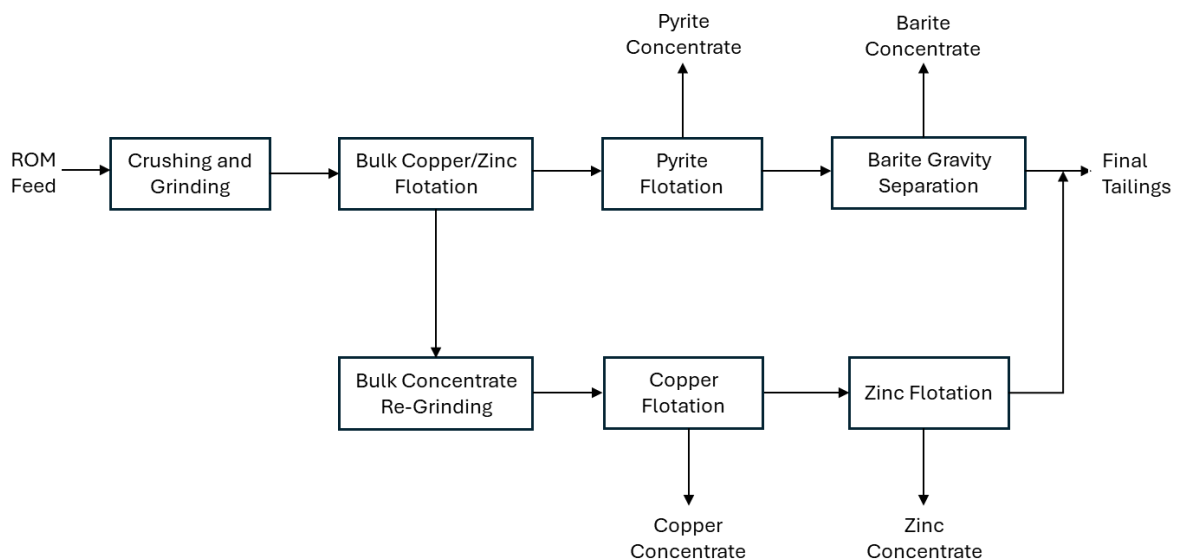 Pyrite
Concentrate
Barite
Concentrate
ROM
Feed
Crushing and
Grinding
Bulk Copper/Zinc
Flotation
Pyrite
Flotation
Barite Gravity
Separation
Final
Tailings
Bulk Concentrate
Re-Grinding
Copper
Flotation
Zinc Flotation
Copper
Concentrate
Zinc
Concentrate